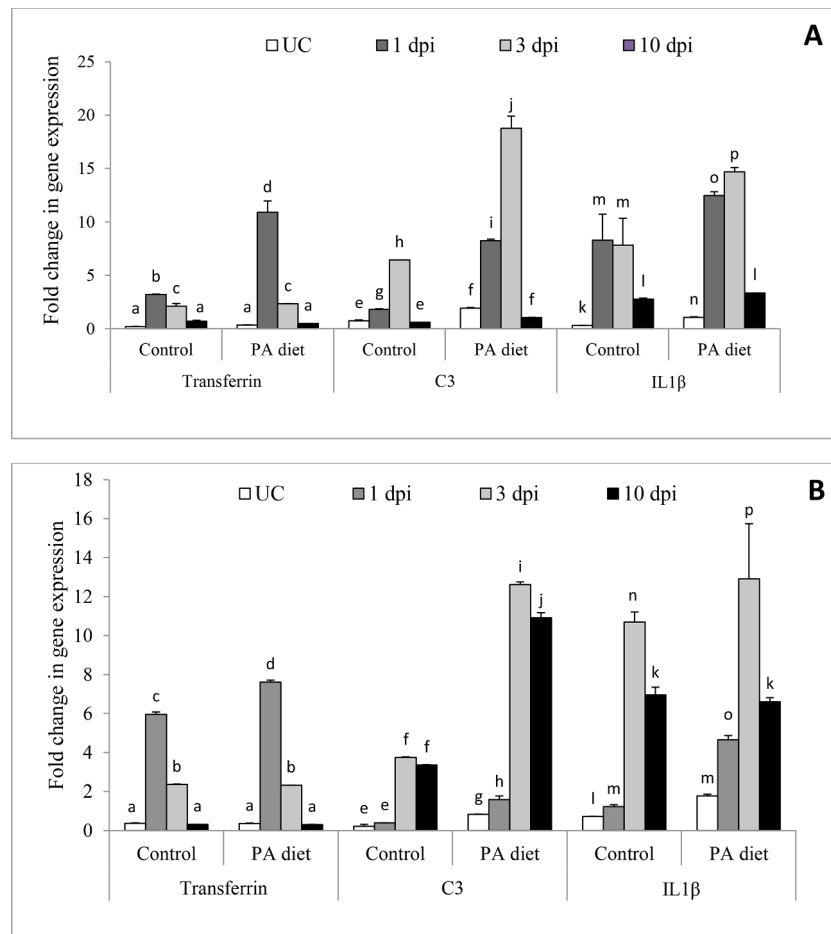 A
UC 1 dpi 3 dpi 10 dpi
Fold change in gene expression
25
20
15
10
5
0
a b c a a d c a e g h e f i j f k m m l n o p l
Control PA diet Control PA diet Control PA diet
Transferrin C3 IL1β
B
UC 1 dpi 3 dpi 10 dpi
Fold change in gene expression
18
16
14
12
10
8
6
4
2
0
a c b a a d b a e e f f g h i j l m n k m o p k
Control PA diet Control PA diet Control PA diet
Transferrin C3 IL1β